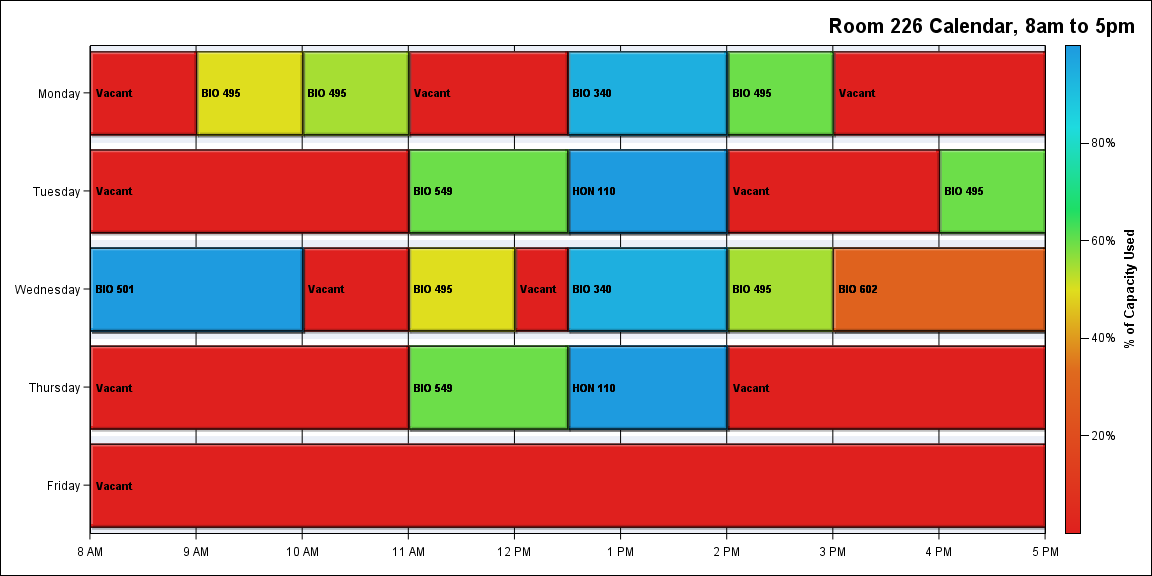 Room 226 Calendar, 8am to 5pm
Monday
Vacant
BIO 495
BIO 495
Vacant
BIO 340
BIO 495
Vacant
Tuesday
Vacant
BIO 549
HON 110
Vacant
BIO 495
Wednesday
BIO 501
Vacant
BIO 495
Vacant
BIO 340
BIO 495
BIO 602
Thursday
Vacant
BIO 549
HON 110
Vacant
Friday
Vacant
8 AM
9 AM
10 AM
11 AM
12 PM
1 PM
2 PM
3 PM
4 PM
5 PM
80%
60%
40%
20%
% of Capacity Used